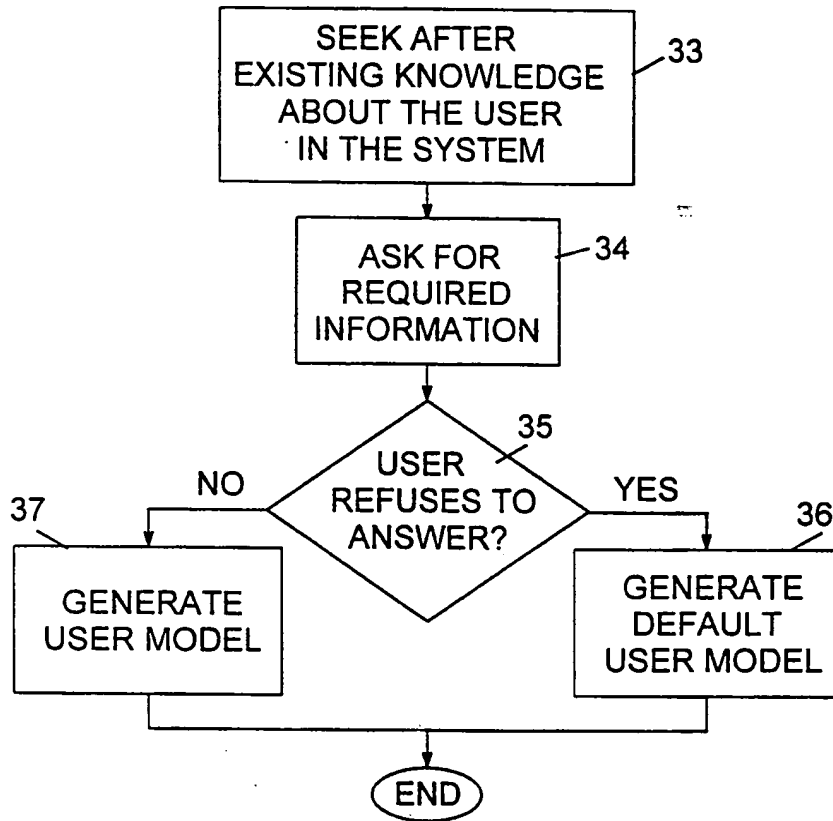 SEEK AFTER
EXISTING KNOWLEDGE
ABOUT THE USER
IN THE SYSTEM
33
ASK FOR
REQUIRED
INFORMATION
34
USER
REFUSES TO
ANSWER?
35
NO
YES
37
GENERATE
USER MODEL
36
GENERATE
DEFAULT
USER MODEL
END